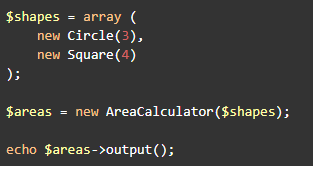 $shapes = array (
    new Circle(3),
    new Square(4)
);

$areas = new AreaCalculator($shapes);

echo $areas->output();